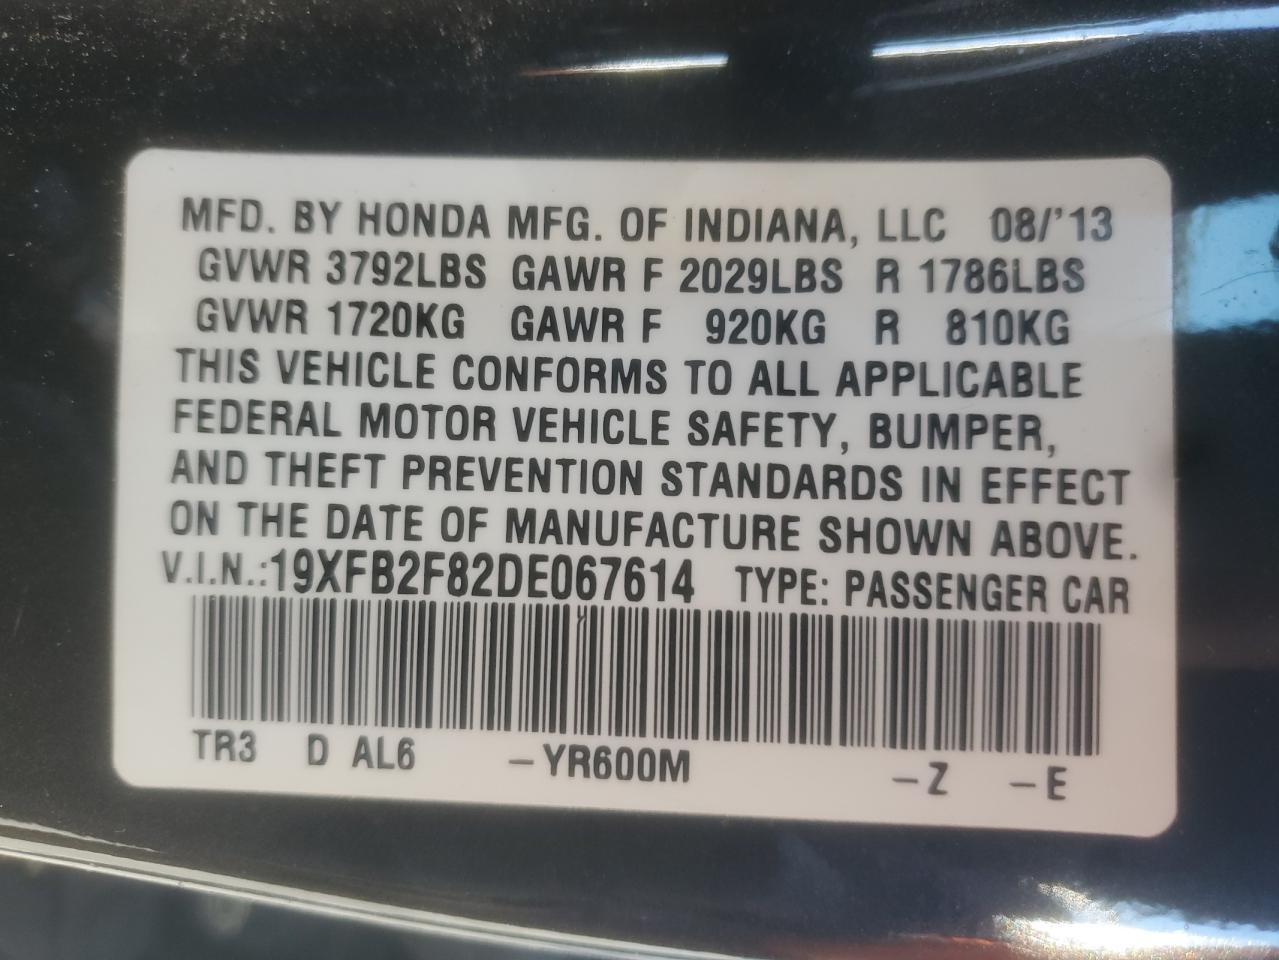 MFD. BY HONDA MFG. OF INDIANA, LLC 08/'13
GVWR 3792LBS GAWR F 2029LBS R 1786LBS
GVWR 1720KG GAWR F 920KG R 810KG
THIS VEHICLE CONFORMS TO ALL APPLICABLE
FEDERAL MOTOR VEHICLE SAFETY, BUMPER,
AND THEFT PREVENTION STANDARDS IN EFFECT
ON THE DATE OF MANUFACTURE SHOWN ABOVE.
V.I.N.:19XFB2F82DE067614 TYPE: PASSENGER CAR
TR3 D AL6 -YR600M -Z -E